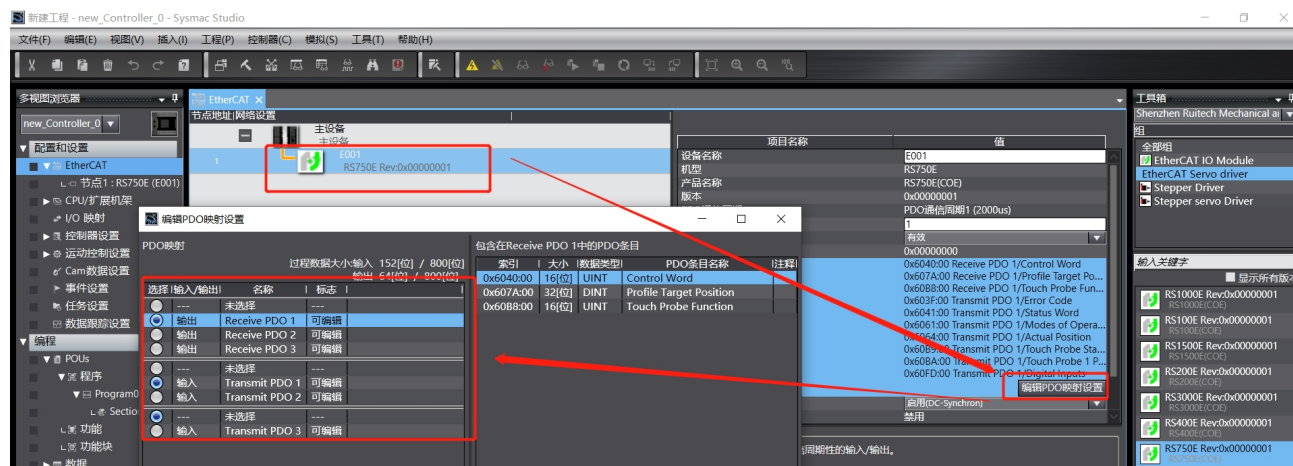 新建工程 - new_Controller_0 - Sysmac Studio
文件(F) 编辑(E) 视图(V) 插入(I) 工程(P) 控制器(C) 模拟(S) 工具(T) 帮助(H)
多视图浏览器
new_Controller_0
配置和设置
EtherCAT
节点1 : RS750E (E001)
CPU/扩展机架
I/O 映射
控制器设置
运动控制设置
Cam数据设置
事件设置
任务设置
数据跟踪设置
编程
POUs
程序
Program0
Sectio
功能
功能块
数据
EtherCAT
节点地址|网络设置
主设备
主设备
1
E001
RS750E Rev:0x00000001
项目名称 值
设备名称 E001
机型 RS750E
产品名称 RS750E(COE)
版本 0x00000001
PDO通信周期1 (2000us)
1
有效
0x00000000
0x6040:00 Receive PDO 1/Control Word
0x607A:00 Receive PDO 1/Profile Target Po...
0x60B8:00 Receive PDO 1/Touch Probe Fun...
0x603F:00 Transmit PDO 1/Error Code
0x6041:00 Transmit PDO 1/Status Word
0x6061:00 Transmit PDO 1/Modes of Opera...
0x6064:00 Transmit PDO 1/Actual Position
0x60B9:00 Transmit PDO 1/Touch Probe Sta...
0x60BA:00 Transmit PDO 1/Touch Probe 1 P...
0x60FD:00 Transmit PDO 1/Digital Inputs
编辑PDO映射设置
启用(DC-Synchron)
禁用
周期性的输入/输出。
编辑PDO映射设置
PDO映射
过程数据大小:输入 152[位] / 800[位]
输出 64[位] / 800[位]
选择 输入/输出 名称 标志
--- 未选择 ---
输出 Receive PDO 1 可编辑
输出 Receive PDO 2 可编辑
输出 Receive PDO 3 可编辑
--- 未选择 ---
输入 Transmit PDO 1 可编辑
输入 Transmit PDO 2 可编辑
--- 未选择 ---
输入 Transmit PDO 3 可编辑
包含在Receive PDO 1中的PDO条目
索引 大小 数据类型 PDO条目名称 注释
0x6040:00 16[位] UINT Control Word
0x607A:00 32[位] DINT Profile Target Position
0x60B8:00 16[位] UINT Touch Probe Function
工具箱
Shenzhen Ruitech Mechanical a
组
全部组
EtherCAT IO Module
EtherCAT Servo driver
Stepper Driver
Stepper servo Driver
输入关键字
显示所有版
RS1000E Rev:0x00000001
RS1000E(COE)
RS100E Rev:0x00000001
RS100E(COE)
RS1500E Rev:0x00000001
RS1500E(COE)
RS200E Rev:0x00000001
RS200E(COE)
RS3000E Rev:0x00000001
RS3000E(COE)
RS400E Rev:0x00000001
RS400E(COE)
RS750E Rev:0x00000001
RS750E(COE)